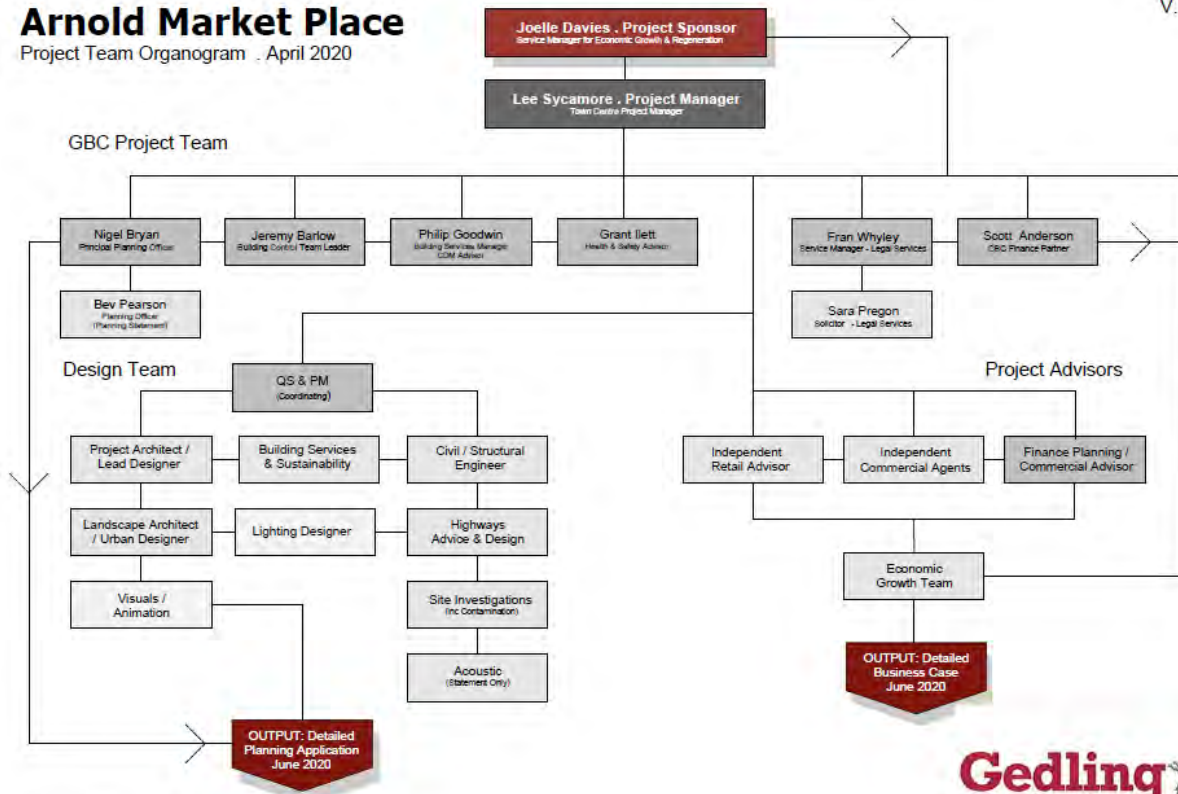 Arnold Market Place
Project Team Organogram . April 2020
V.
Joelle Davies . Project Sponsor
Service Manager for Economic Growth & Regeneration
Lee Sycamore . Project Manager
Town Centre Project Manager
GBC Project Team
Nigel Bryan
Principal Planning Officer
Jeremy Barlow
Building Control Team Leader
Philip Goodwin
Building Services Manager
CDM Advisor
Grant Ilett
Health & Safety Advisor
Fran Whyley
Service Manager - Legal Services
Scott Anderson
GBC Finance Partner
Bev Pearson
Planning Officer
(Planning Statement)
Sara Pregon
Solicitor - Legal Services
Design Team
QS & PM
(Coordinating)
Project Architect /
Lead Designer
Building Services
& Sustainability
Civil / Structural
Engineer
Landscape Architect
/ Urban Designer
Lighting Designer
Highways
Advice & Design
Visuals /
Animation
Site Investigations
(Inc Contamination)
Acoustic
(Statement Only)
OUTPUT: Detailed
Planning Application
June 2020
Project Advisors
Independent
Retail Advisor
Independent
Commercial Agents
Finance Planning /
Commercial Advisor
Economic
Growth Team
OUTPUT: Detailed
Business Case
June 2020
Gedling